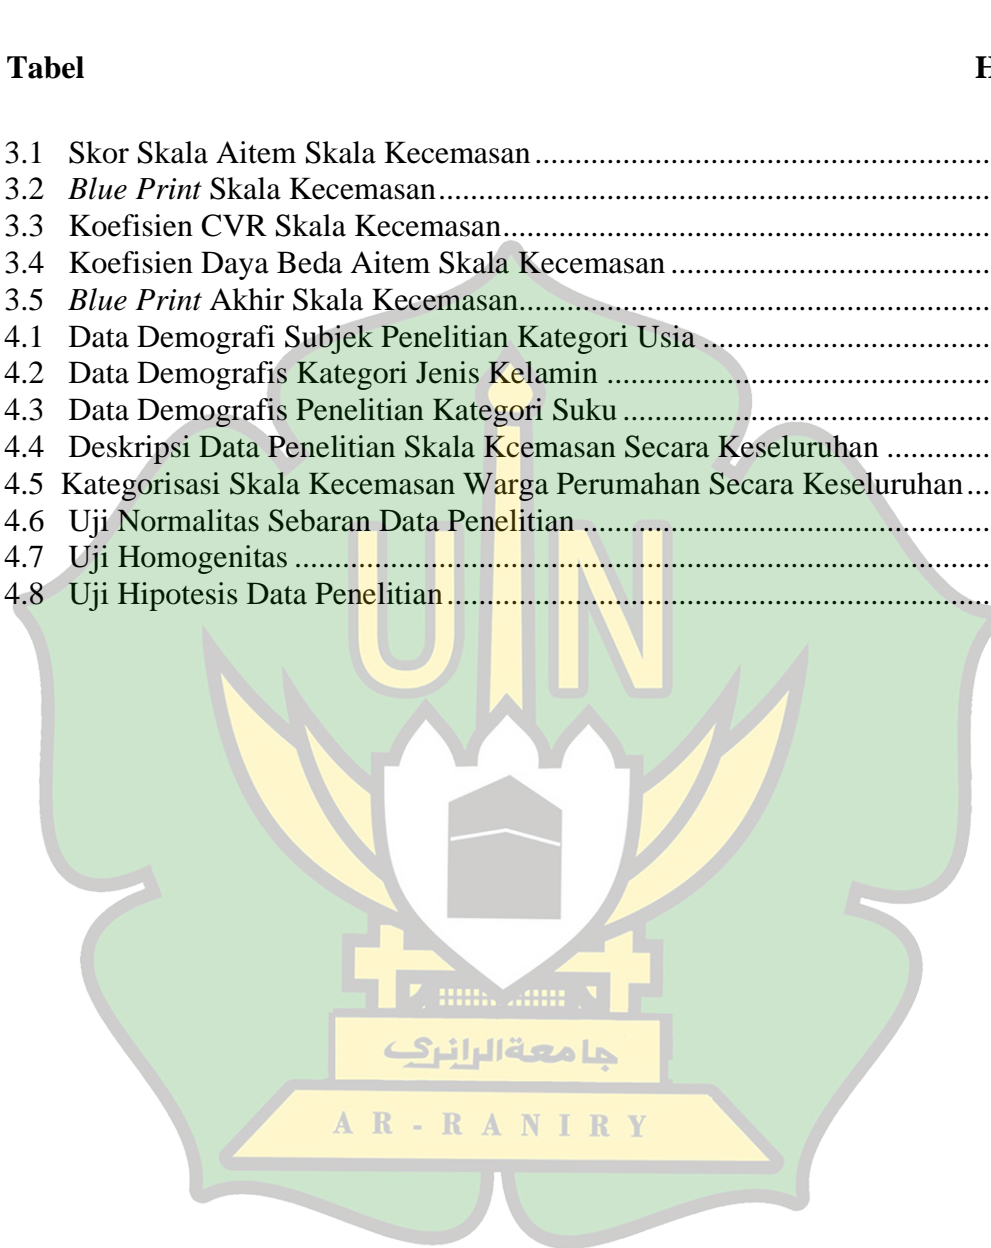 Tabel H
3.1 Skor Skala Aitem Skala Kecemasan
3.2 Blue Print Skala Kecemasan
3.3 Koefisien CVR Skala Kecemasan
3.4 Koefisien Daya Beda Aitem Skala Kecemasan
3.5 Blue Print Akhir Skala Kecemasan
4.1 Data Demografi Subjek Penelitian Kategori Usia
4.2 Data Demografis Kategori Jenis Kelamin
4.3 Data Demografis Penelitian Kategori Suku
4.4 Deskripsi Data Penelitian Skala Kcemasan Secara Keseluruhan
4.5 Kategorisasi Skala Kecemasan Warga Perumahan Secara Keseluruhan
4.6 Uji Normalitas Sebaran Data Penelitian
4.7 Uji Homogenitas
4.8 Uji Hipotesis Data Penelitian
UIN
جامعة الرانري
AR-RANIRY